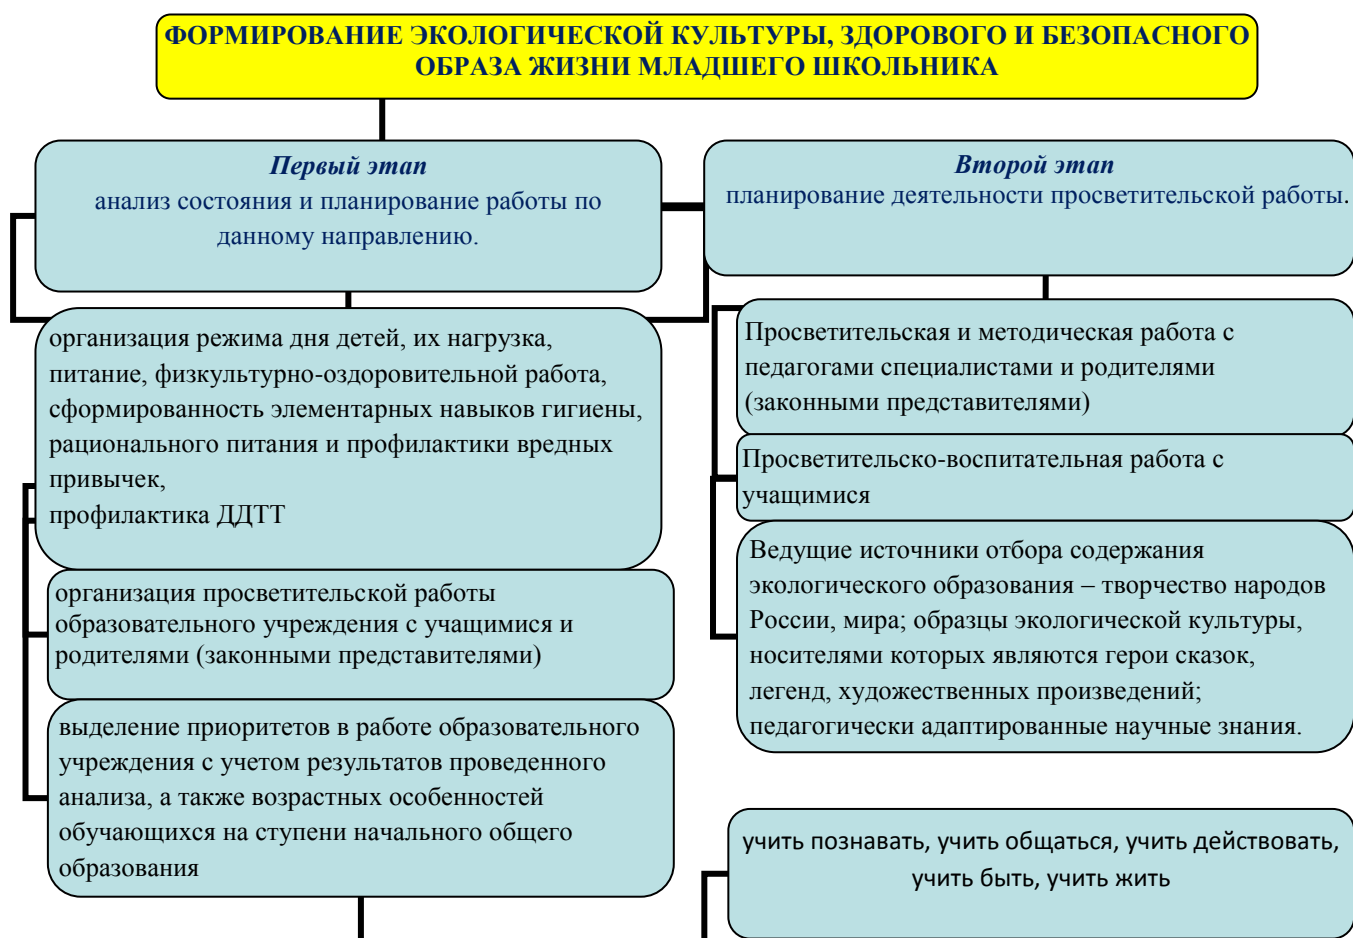 ФОРМИРОВАНИЕ ЭКОЛОГИЧЕСКОЙ КУЛЬТУРЫ, ЗДОРОВОГО И БЕЗОПАСНОГО
ОБРАЗА ЖИЗНИ МЛАДШЕГО ШКОЛЬНИКА
Первый этап
анализ состояния и планирование работы по
данному направлению.
организация режима дня детей, их нагрузка,
питание, физкультурно-оздоровительной работа,
сформированность элементарных навыков гигиены,
рационального питания и профилактики вредных
привычек,
профилактика ДДТТ
организация просветительской работы
образовательного учреждения с учащимися и
родителями (законными представителями)
выделение приоритетов в работе образовательного
учреждения с учетом результатов проведенного
анализа, а также возрастных особенностей
обучающихся на ступени начального общего
образования
Второй этап
планирование деятельности просветительской работы.
Просветительская и методическая работа с
педагогами специалистами и родителями
(законными представителями)
Просветительско-воспитательная работа с
учащимися
Ведущие источники отбора содержания
экологического образования – творчество народов
России, мира; образцы экологической культуры,
носителями которых являются герои сказок,
легенд, художественных произведений;
педагогически адаптированные научные знания.
учить познавать, учить общаться, учить действовать,
учить быть, учить жить